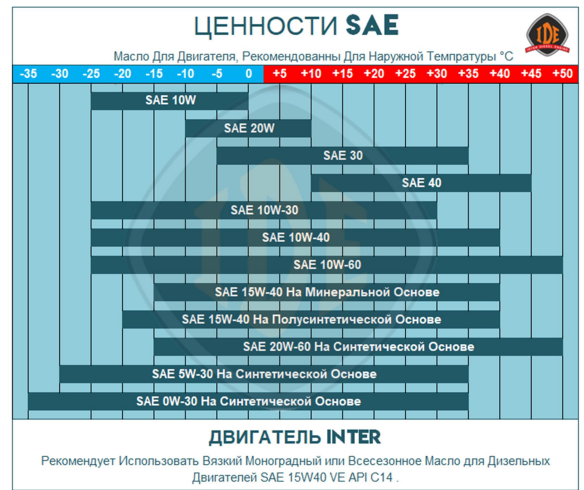 ЦЕННОСТИ SAE
IDE
Масло Для Двигателя, Рекомендованны Для Наружной Темпратуры °C
-35 -30 -25 -20 -15 -10 -5 0 +5 +10 +15 +20 +25 +30 +35 +40 +45 +50
SAE 10W
SAE 20W
SAE 30
SAE 40
SAE 10W-30
SAE 10W-40
SAE 10W-60
SAE 15W-40 На Минеральной Основе
SAE 15W-40 На Полусинтетической Основе
SAE 20W-60 На Синтетической Основе
SAE 5W-30 На Синтетической Основе
SAE 0W-30 На Синтетической Основе
ДВИГАТЕЛЬ INTER
Рекомендует Использовать Вязкий Моноградный или Всесезонное Масло для Дизельных
Двигателей SAE 15W40 VE API C14 .